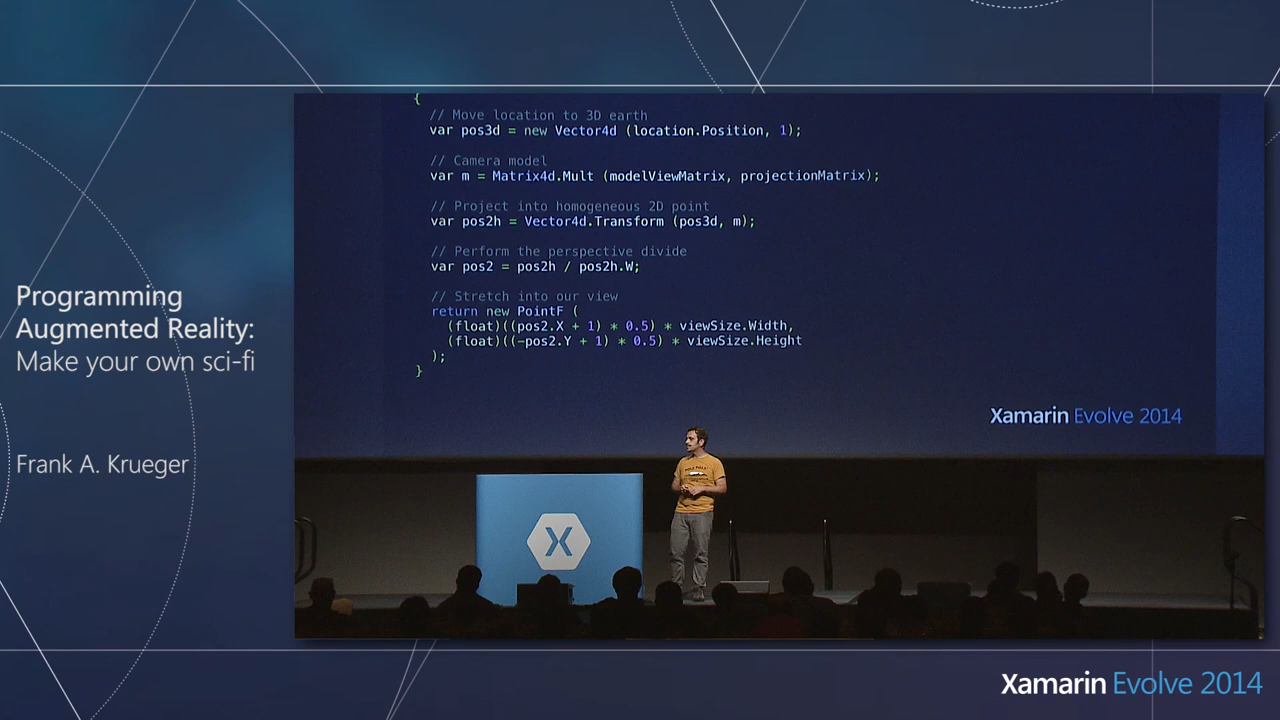 {
// Move location to 3D earth
var pos3d = new Vector4d (location.Position, 1);
// Camera model
var m = Matrix4d.Mult (modelViewMatrix, projectionMatrix);
// Project into homogeneous 2D point
var pos2h = Vector4d.Transform (pos3d, m);
// Perform the perspective divide
var pos2 = pos2h / pos2h.W;
// Stretch into our view
return new PointF (
(float)((pos2.X + 1) * 0.5) * viewSize.Width,
(float)((-pos2.Y + 1) * 0.5) * viewSize.Height
);
}
Xamarin Evolve 2014
Programming
Augmented Reality:
Make your own sci-fi
Frank A. Krueger
X
Xamarin Evolve 2014